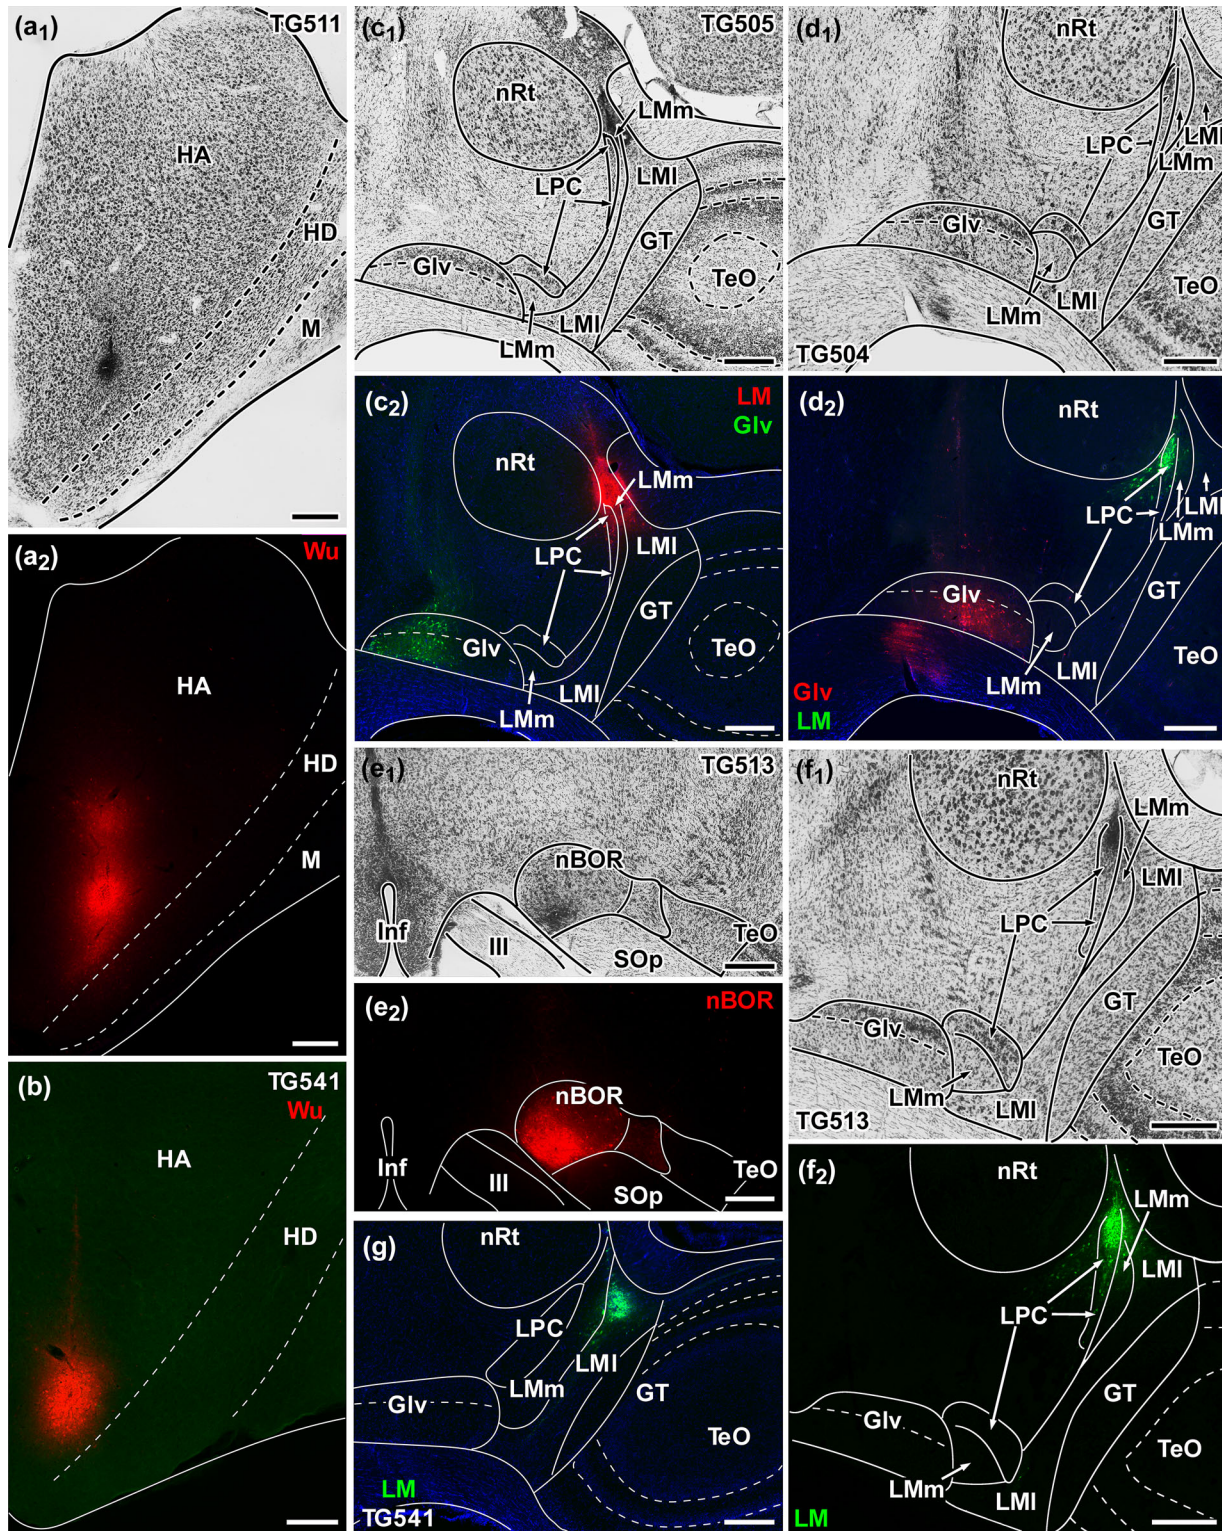 (a₁)
TG511
HA
HD
M
(a₂)
Wu
HA
HD
M
(b)
TG541
Wu
HA
HD
(c₁)
TG505
nRt
LMm
LPC
LMl
GT
Glv
TeO
LMl
LMm
(c₂)
LM
Glv
nRt
LMm
LPC
LMl
GT
Glv
TeO
LMl
LMm
(d₁)
nRt
LMl
LPC
LMm
Glv
GT
TeO
LMl
LMm
TG504
(d₂)
nRt
LMl
LPC
LMm
Glv
GT
TeO
LMl
LMm
Glv
LM
(e₁)
TG513
nBOR
Inf
III
SOp
TeO
(e₂)
nBOR
nBOR
Inf
III
SOp
TeO
(f₁)
nRt
LMm
LMl
LPC
GT
Glv
TeO
LMm
LMl
TG513
(f₂)
nRt
LMm
LMl
LPC
GT
Glv
TeO
LMm
LMl
LM
(g)
nRt
LPC
LMl
LMm
GT
Glv
TeO
LM
TG541